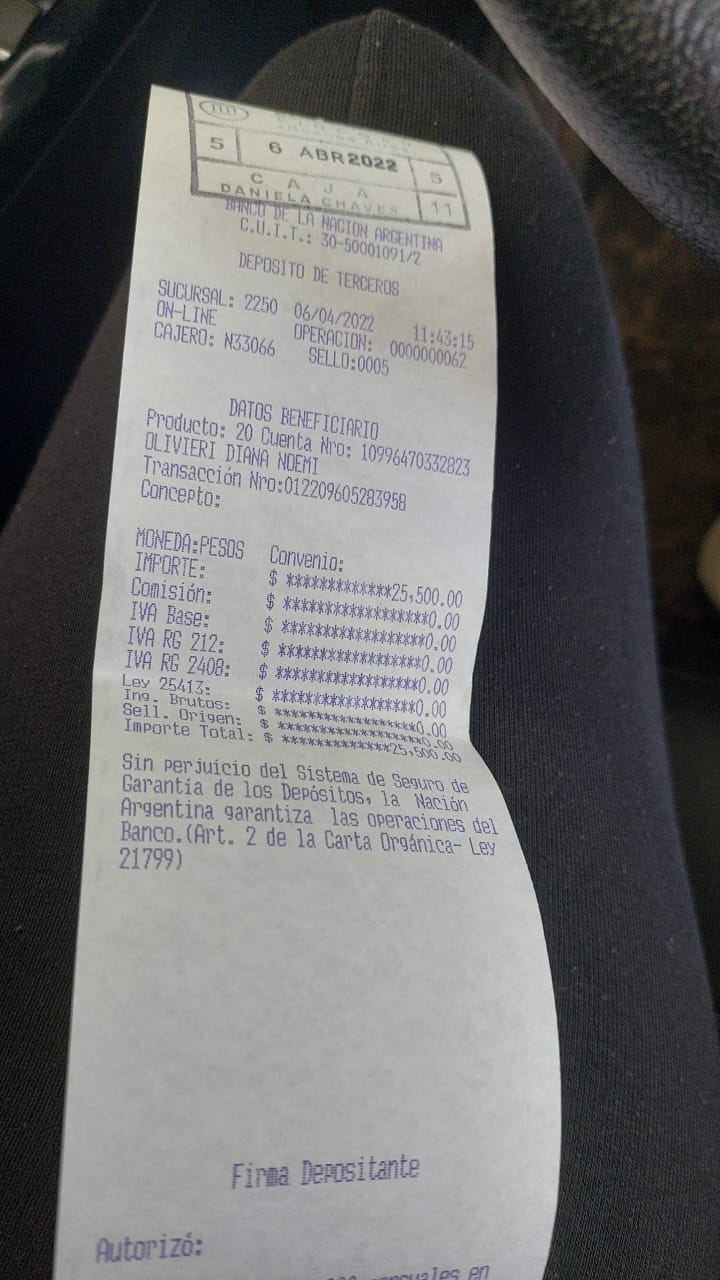 5 6 ABR 2022 5
C A J A
DANIELA CHAVES 11
BANCO DE LA NACION ARGENTINA
C.U.I.T.: 30-50001091/2
DEPOSITO DE TERCEROS
SUCURSAL: 2250 06/04/2022 11:43:15
ON-LINE OPERACION: 0000000062
CAJERO: N33066 SELLO:0005
DATOS BENEFICIARIO
Producto: 20 Cuenta Nro: 10996470332823
OLIVIERI DIANA NOEMI
Transacción Nro:012209605283958
Concepto:
MONEDA:PESOS Convenio:
IMPORTE: $ *************25,500.00
Comisión: $ ******************0.00
IVA Base: $ ******************0.00
IVA RG 212: $ ******************0.00
IVA RG 2408: $ ******************0.00
Ley 25413: $ ******************0.00
Ing. Brutos: $ ******************0.00
Sell. Origen: $ ******************0.00
Importe Total: $ *************25,500.00
Sin perjuicio del Sistema de Seguro de
Garantía de los Depósitos, la Nación
Argentina garantiza las operaciones del
Banco.(Art. 2 de la Carta Orgánica- Ley
21799)
Firma Depositante
Autorizó:
en